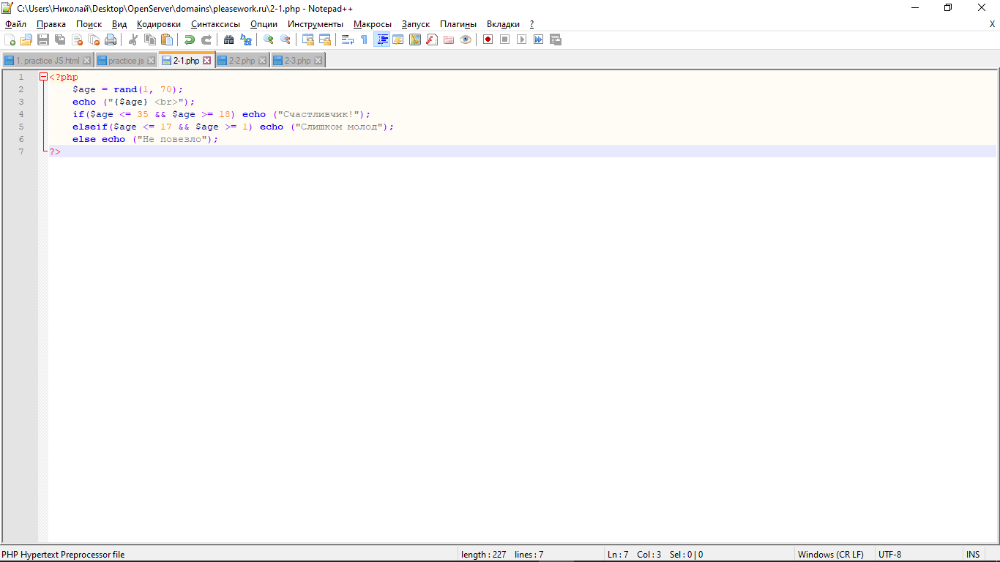 C:\Users\Николай\Desktop\OpenServer\domains\pleasework.ru\2-1.php - Notepad++
Файл Правка Поиск Вид Кодировки Синтаксисы Опции Инструменты Макросы Запуск Плагины Вкладки ? X
1. practice JS.html practice.js 2-1.php 2-2.php 2-3.php
1 <?php
2 $age = rand(1, 70);
3 echo ("{$age} <br>");
4 if($age <= 35 && $age >= 18) echo ("Счастливчик!");
5 elseif($age <= 17 && $age >= 1) echo ("Слишком молод");
6 else echo ("Не повезло");
7 ?>
PHP Hypertext Preprocessor file length : 227 lines : 7 Ln : 7 Col : 3 Sel : 0 | 0 Windows (CR LF) UTF-8 INS